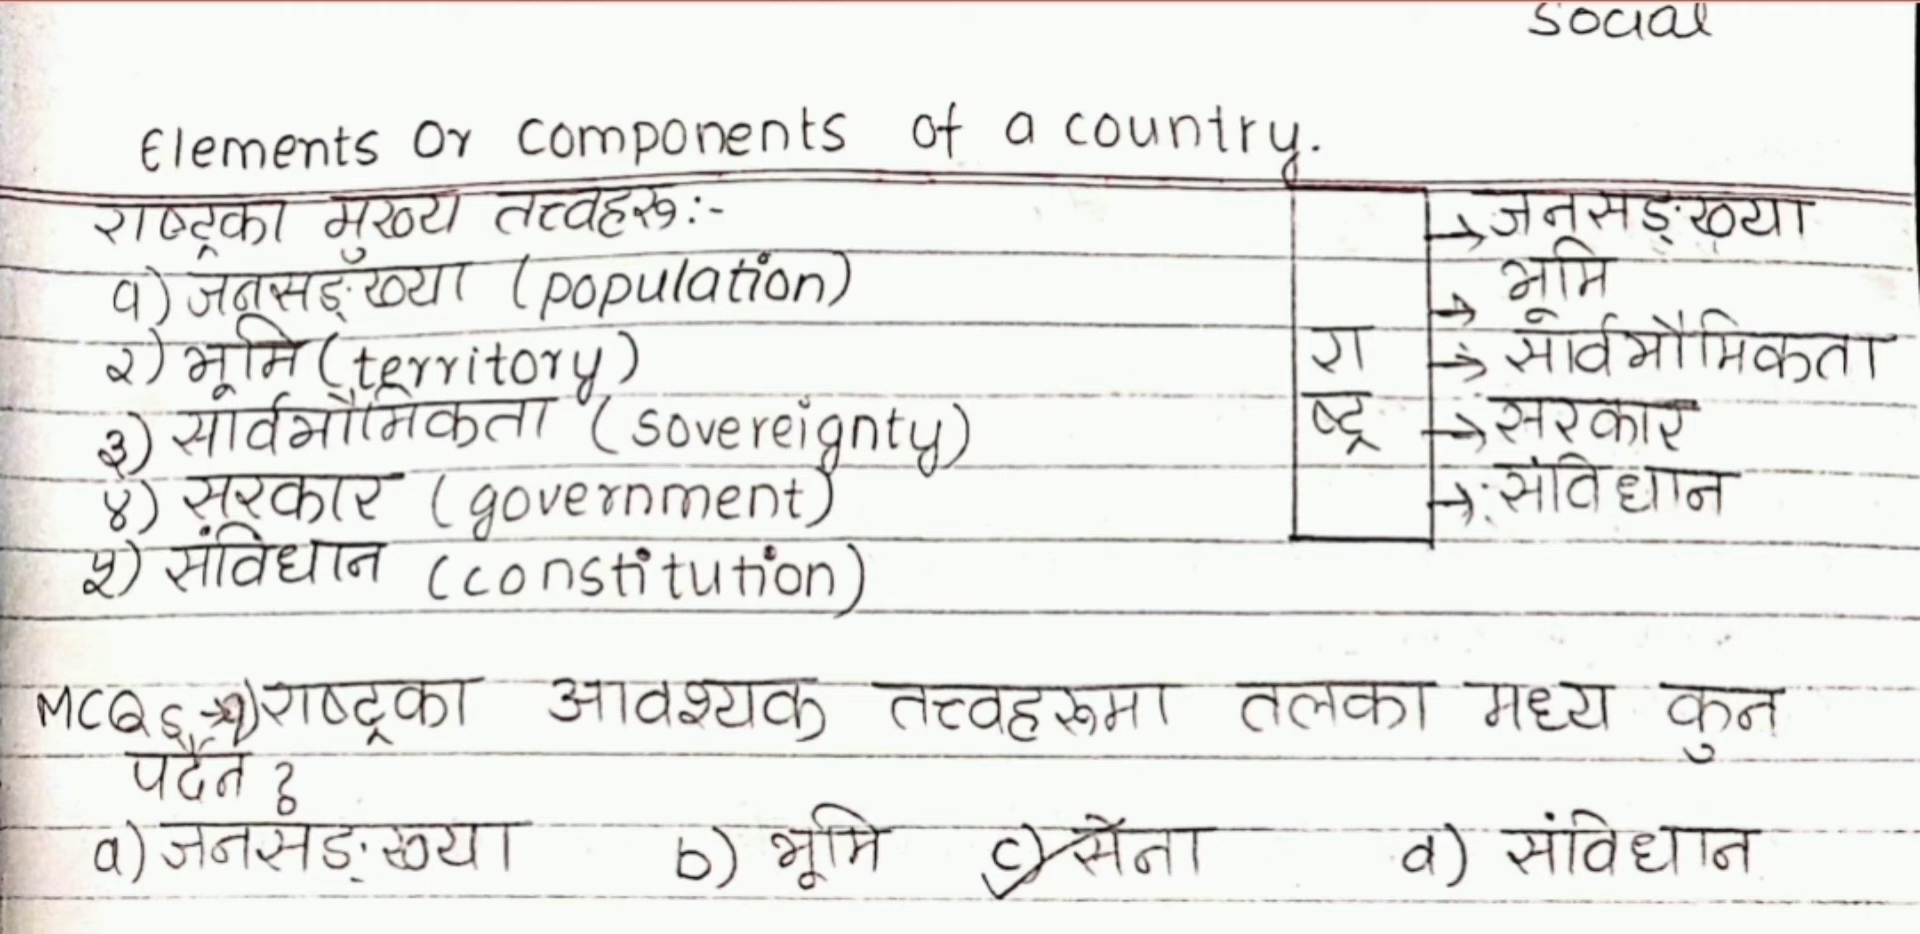 Social
Elements Or Components of a country.
राष्ट्रका मुख्य तत्त्वहरू:-
१) जनसङ्ख्या (population)
२) भूमि (territory)
३) सार्वभौमिकता (sovereignty)
४) सरकार (government)
५) संविधान (constitution)
राष्ट्र
→ जनसङ्ख्या
→ भूमि
→ सार्वभौमिकता
→ सरकार
→ संविधान
MCQs → १) राष्ट्रका आवश्यक तत्त्वहरूमा तलका मध्य कुन
पर्दैन ?
a) जनसङ्ख्या b) भूमि c) सेना d) संविधान